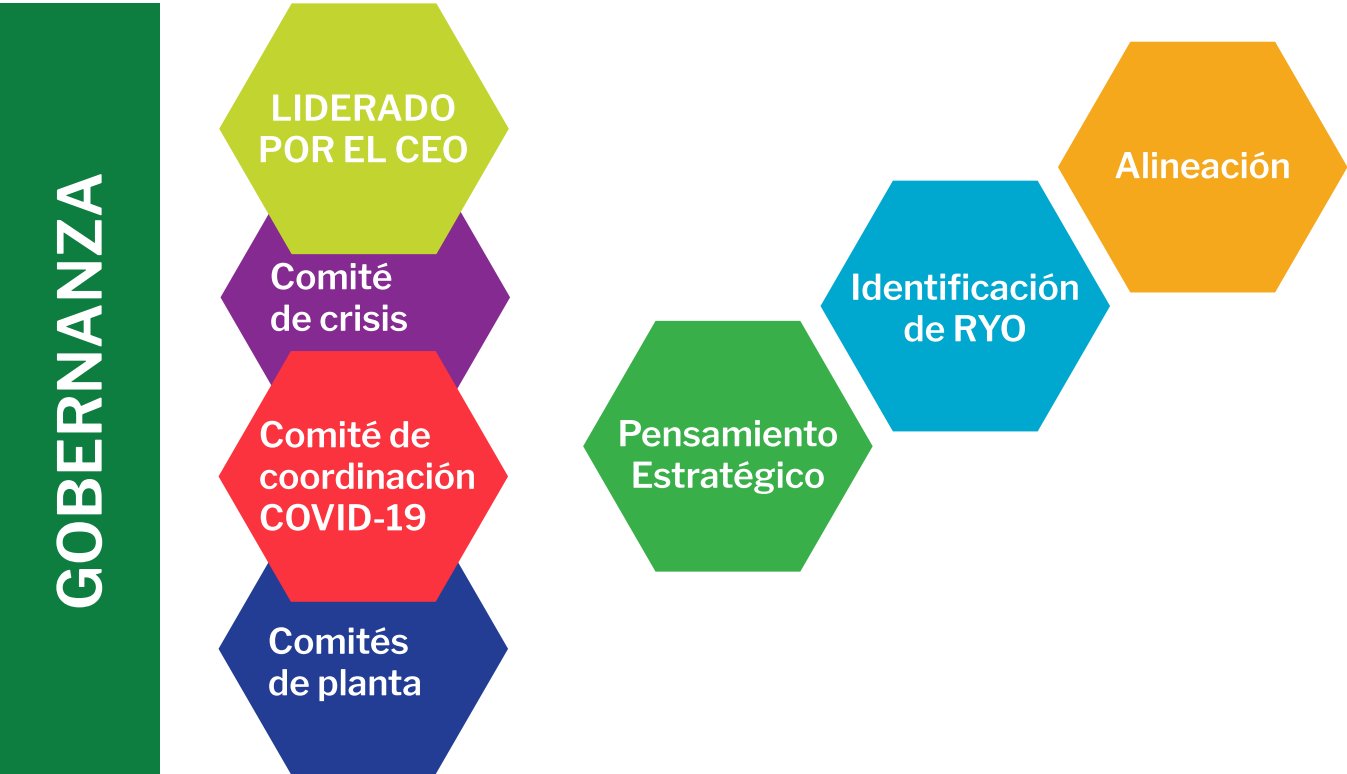 GOBERNANZA
LIDERADO
POR EL CEO
Comité
de crisis
Comité de
coordinación
COVID-19
Comités
de planta
Pensamiento
Estratégico
Identificación
de RYO
Alineación